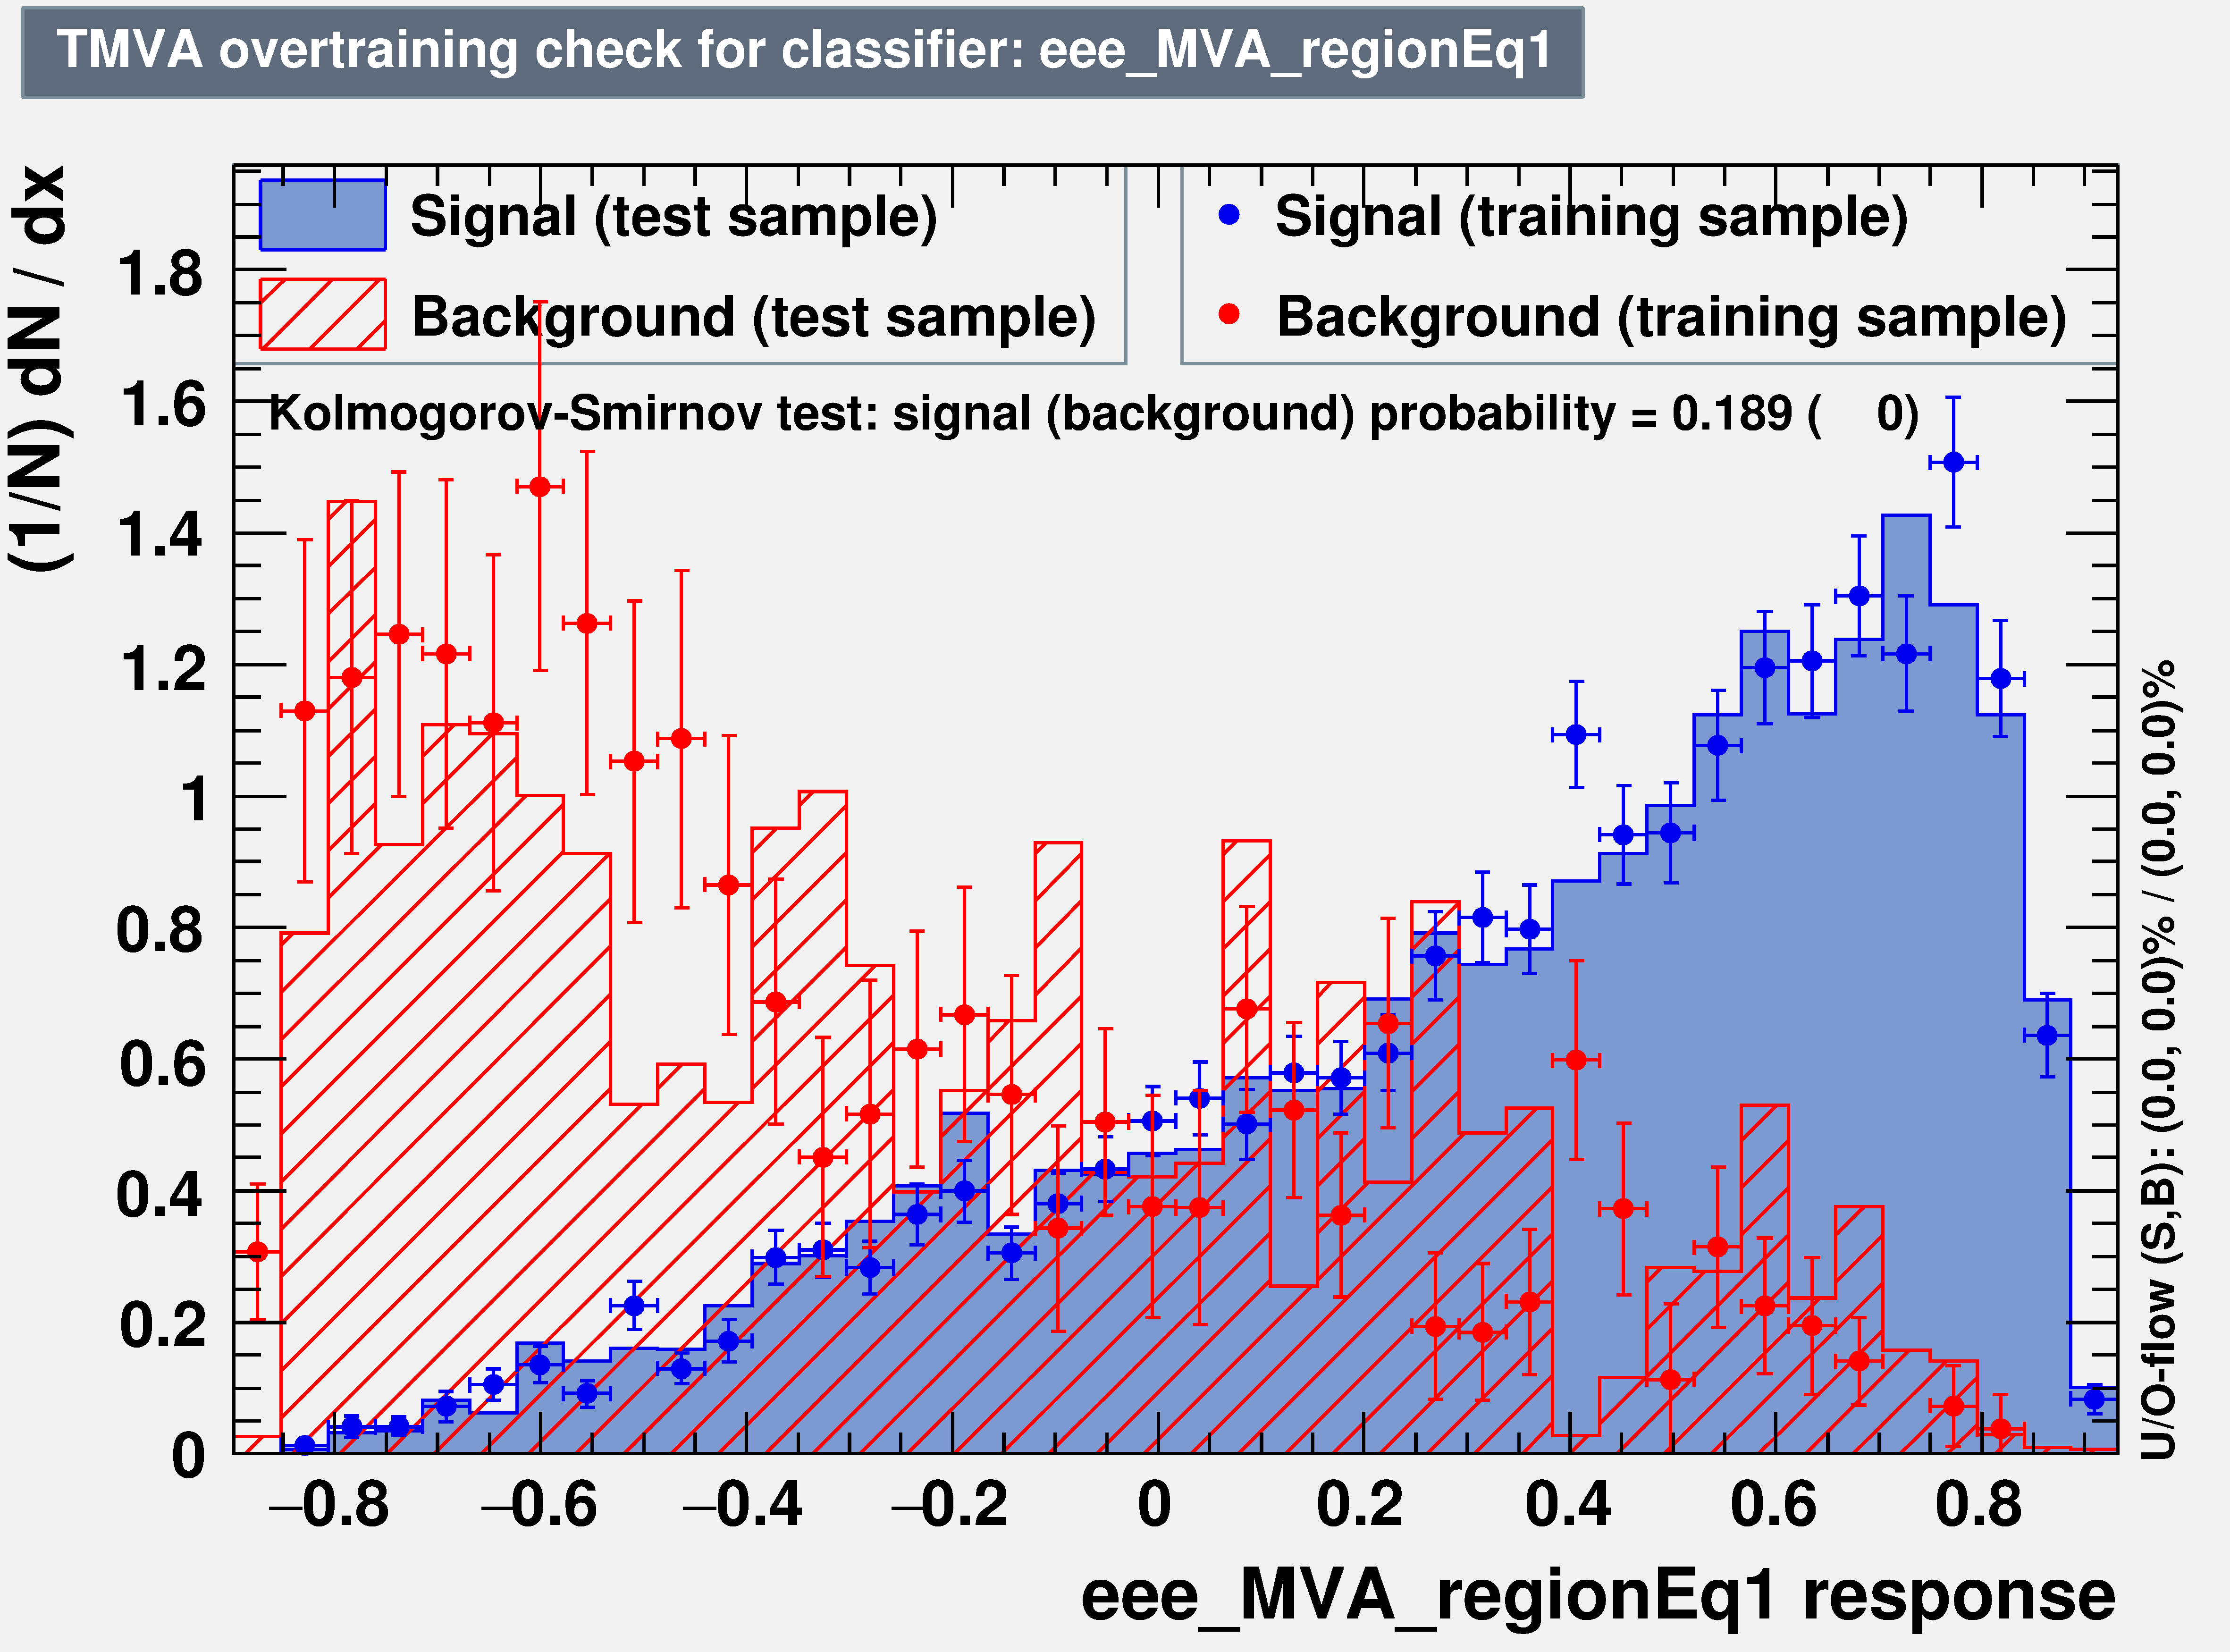 TMVA overtraining check for classifier: eee_MVA_regionEq1
(1/N) dN / dx
Signal (test sample)
Background (test sample)
Signal (training sample)
Background (training sample)
Kolmogorov-Smirnov test: signal (background) probability = 0.189 (     0)
1.8
1.6
1.4
1.2
1
0.8
0.6
0.4
0.2
0
−0.8 −0.6 −0.4 −0.2 0 0.2 0.4 0.6 0.8
eee_MVA_regionEq1 response
U/O-flow (S,B): (0.0, 0.0)% / (0.0, 0.0)%